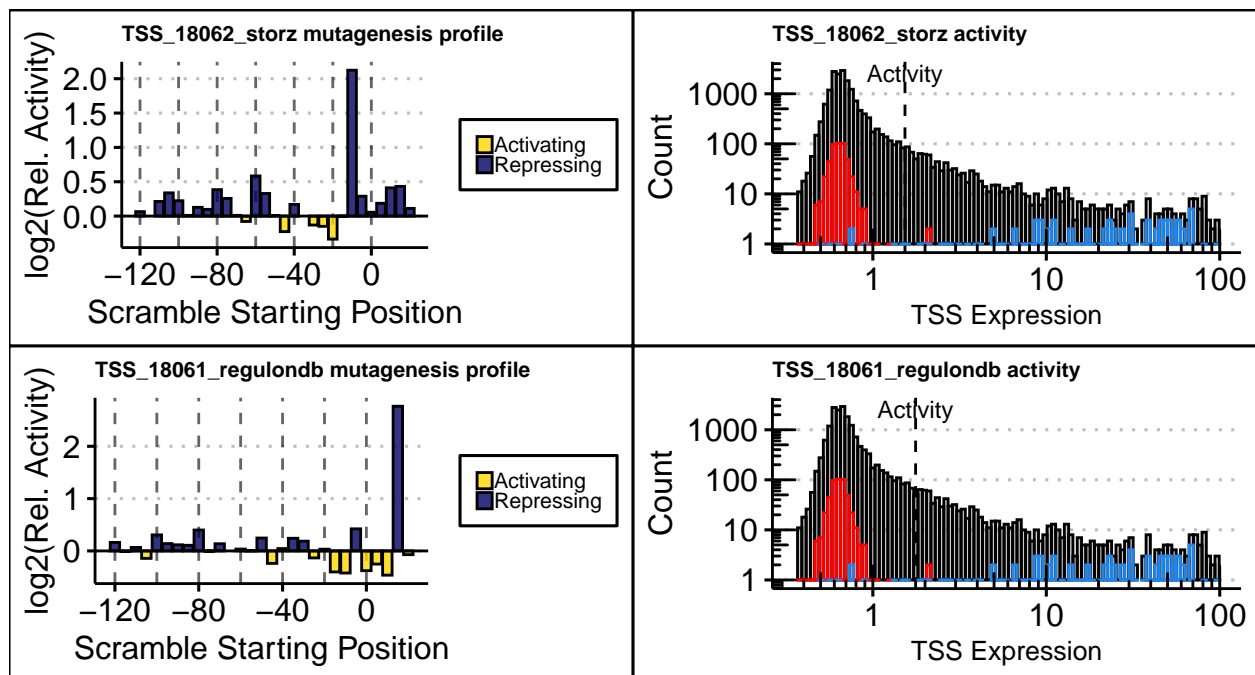 TSS_18062_storz mutagenesis profile
log2(Rel. Activity)
2.0
1.5
1.0
0.5
0.0
−120 −80 −40 0
Scramble Starting Position
Activating
Repressing
TSS_18062_storz activity
Activity
Count
1000
100
10
1
1 10 100
TSS Expression
TSS_18061_regulondb mutagenesis profile
log2(Rel. Activity)
2
1
0
−120 −80 −40 0
Scramble Starting Position
Activating
Repressing
TSS_18061_regulondb activity
Activity
Count
1000
100
10
1
1 10 100
TSS Expression